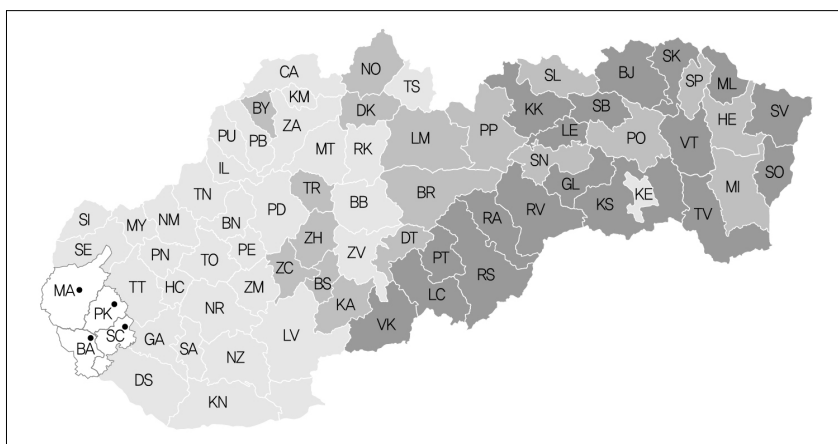 CA
NO
TS
KM
BY
DK
PU
PB
ZA
MT
RK
LM
PP
SL
KK
LE
SB
BJ
SK
SP
ML
HE
SV
PO
VT
SN
GL
MI
SO
IL
TN
TR
BB
BR
PD
BN
SI
MY
NM
SE
PN
TO
PE
ZH
ZV
DT
RA
RV
KS
KE
TV
MA
TT
HC
ZM
ZC
BS
PT
RS
PK
NR
KA
LC
BA
SC
GA
SA
NZ
LV
VK
DS
KN